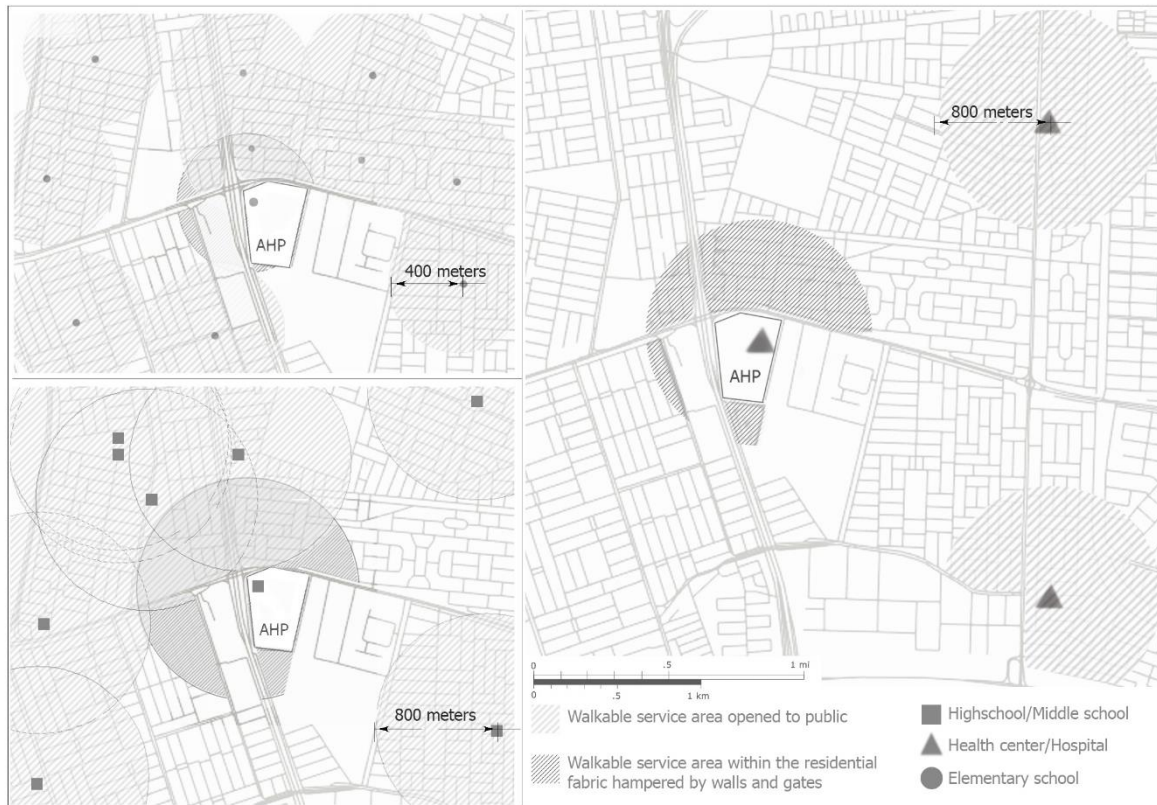 AHP
400 meters
AHP
800 meters
800 meters
AHP
0 .5 1 mi
0 .5 1 km
Walkable service area opened to public
Walkable service area within the residential
fabric hampered by walls and gates
Highschool/Middle school
Health center/Hospital
Elementary school